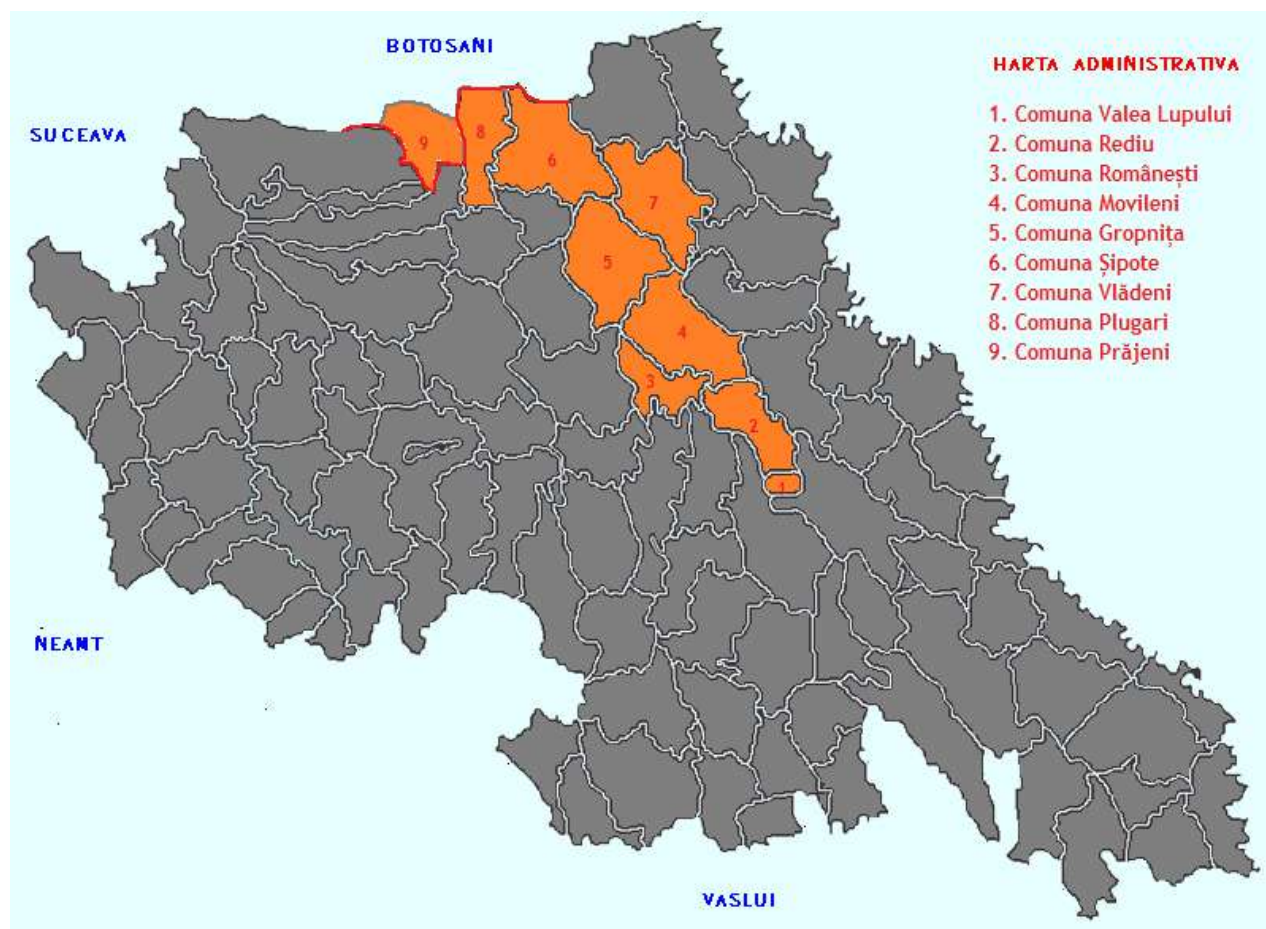 BOTOSANI
HARTA ADMINISTRATIVA
SUCEAVA
1. Comuna Valea Lupului
2. Comuna Rediu
3. Comuna Românești
4. Comuna Movileni
5. Comuna Gropnița
6. Comuna Șipote
7. Comuna Vlădeni
8. Comuna Plugari
9. Comuna Prăjeni
9
8
6
7
5
4
3
2
1
NEAMT
VASLUI